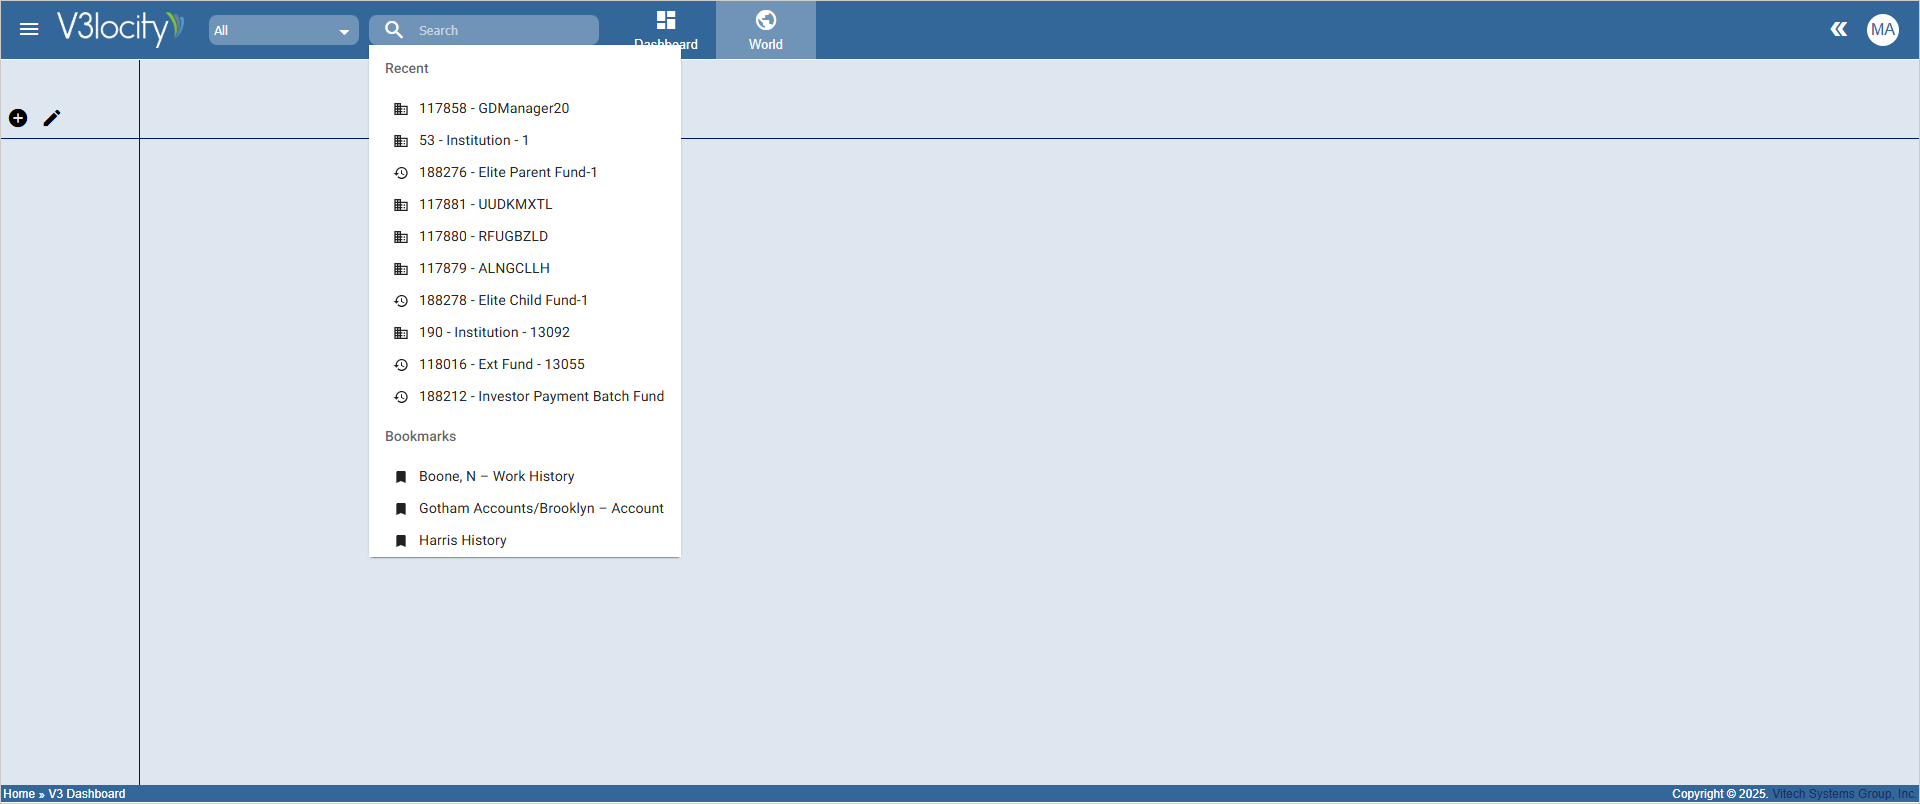 V3locity
All
Search
Dashboard
World
MA
Recent
117858 - GDManager20
53 - Institution - 1
188276 - Elite Parent Fund-1
117881 - UUDKMXTL
117880 - RFUGBZLD
117879 - ALNGCLLH
188278 - Elite Child Fund-1
190 - Institution - 13092
118016 - Ext Fund - 13055
188212 - Investor Payment Batch Fund
Bookmarks
Boone, N – Work History
Gotham Accounts/Brooklyn – Account
Harris History
Home » V3 Dashboard
Copyright © 2025. Vitech Systems Group, Inc.